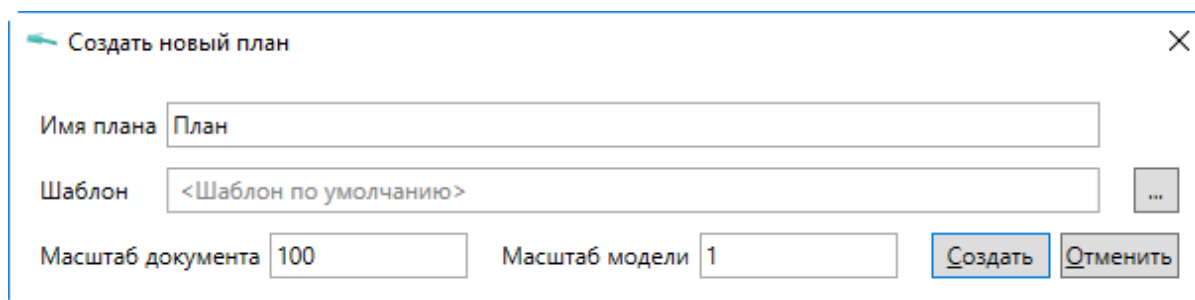 Создать новый план
Имя плана План
Шаблон <Шаблон по умолчанию> ...
Масштаб документа 100 Масштаб модели 1 Создать Отменить